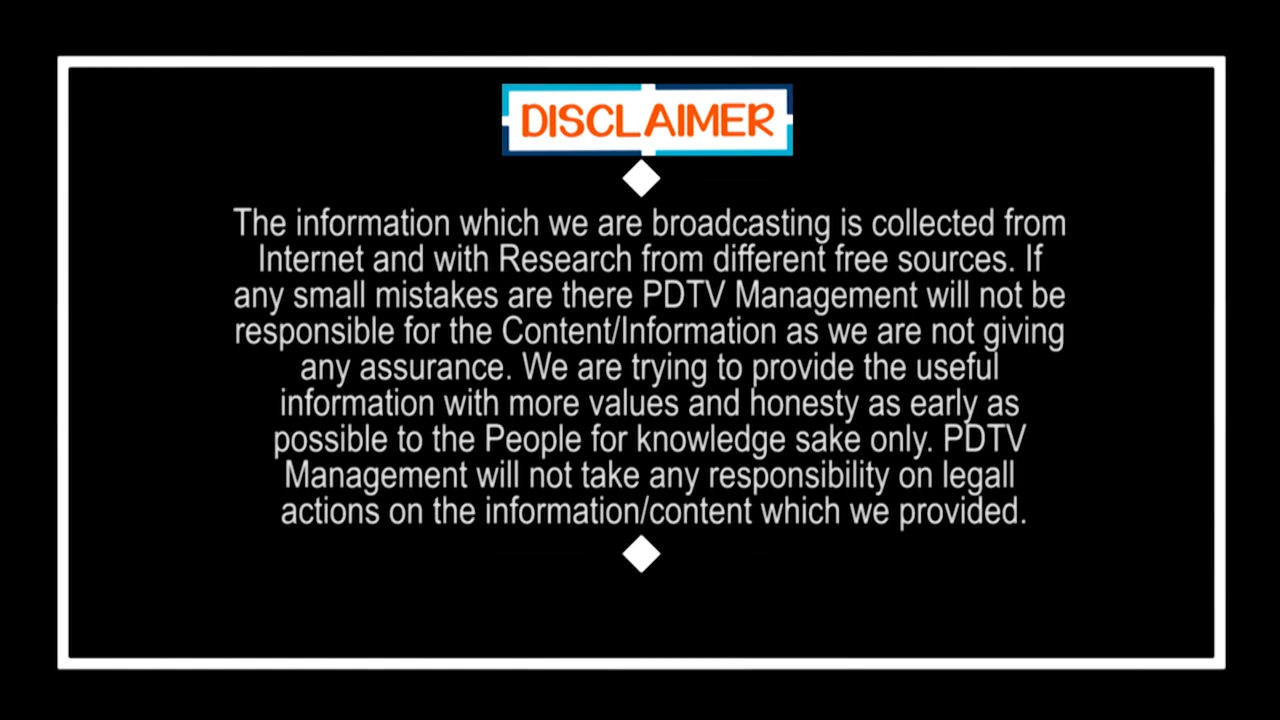 DISCLAIMER
The information which we are broadcasting is collected from
Internet and with Research from different free sources. If
any small mistakes are there PDTV Management will not be
responsible for the Content/Information as we are not giving
any assurance. We are trying to provide the useful
information with more values and honesty as early as
possible to the People for knowledge sake only. PDTV
Management will not take any responsibility on legall
actions on the information/content which we provided.